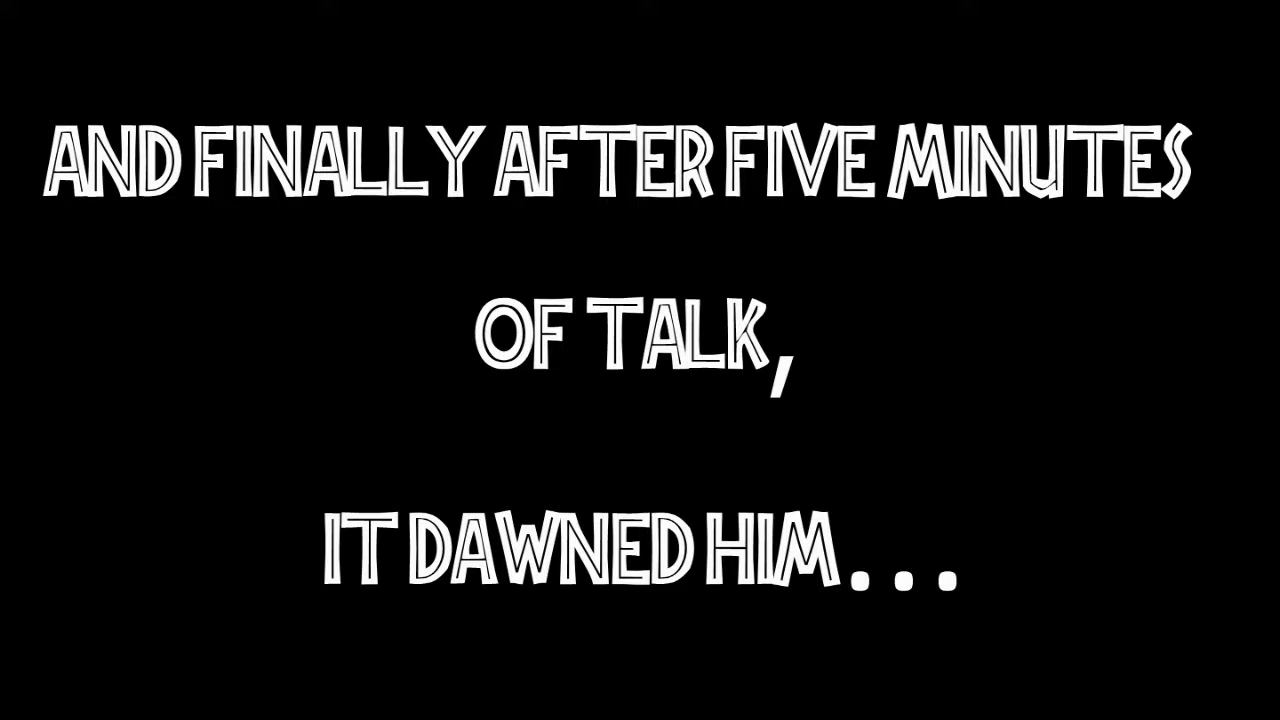 AND FINALLY AFTER FIVE MINUTES
OF TALK,
IT DAWNED HIM...